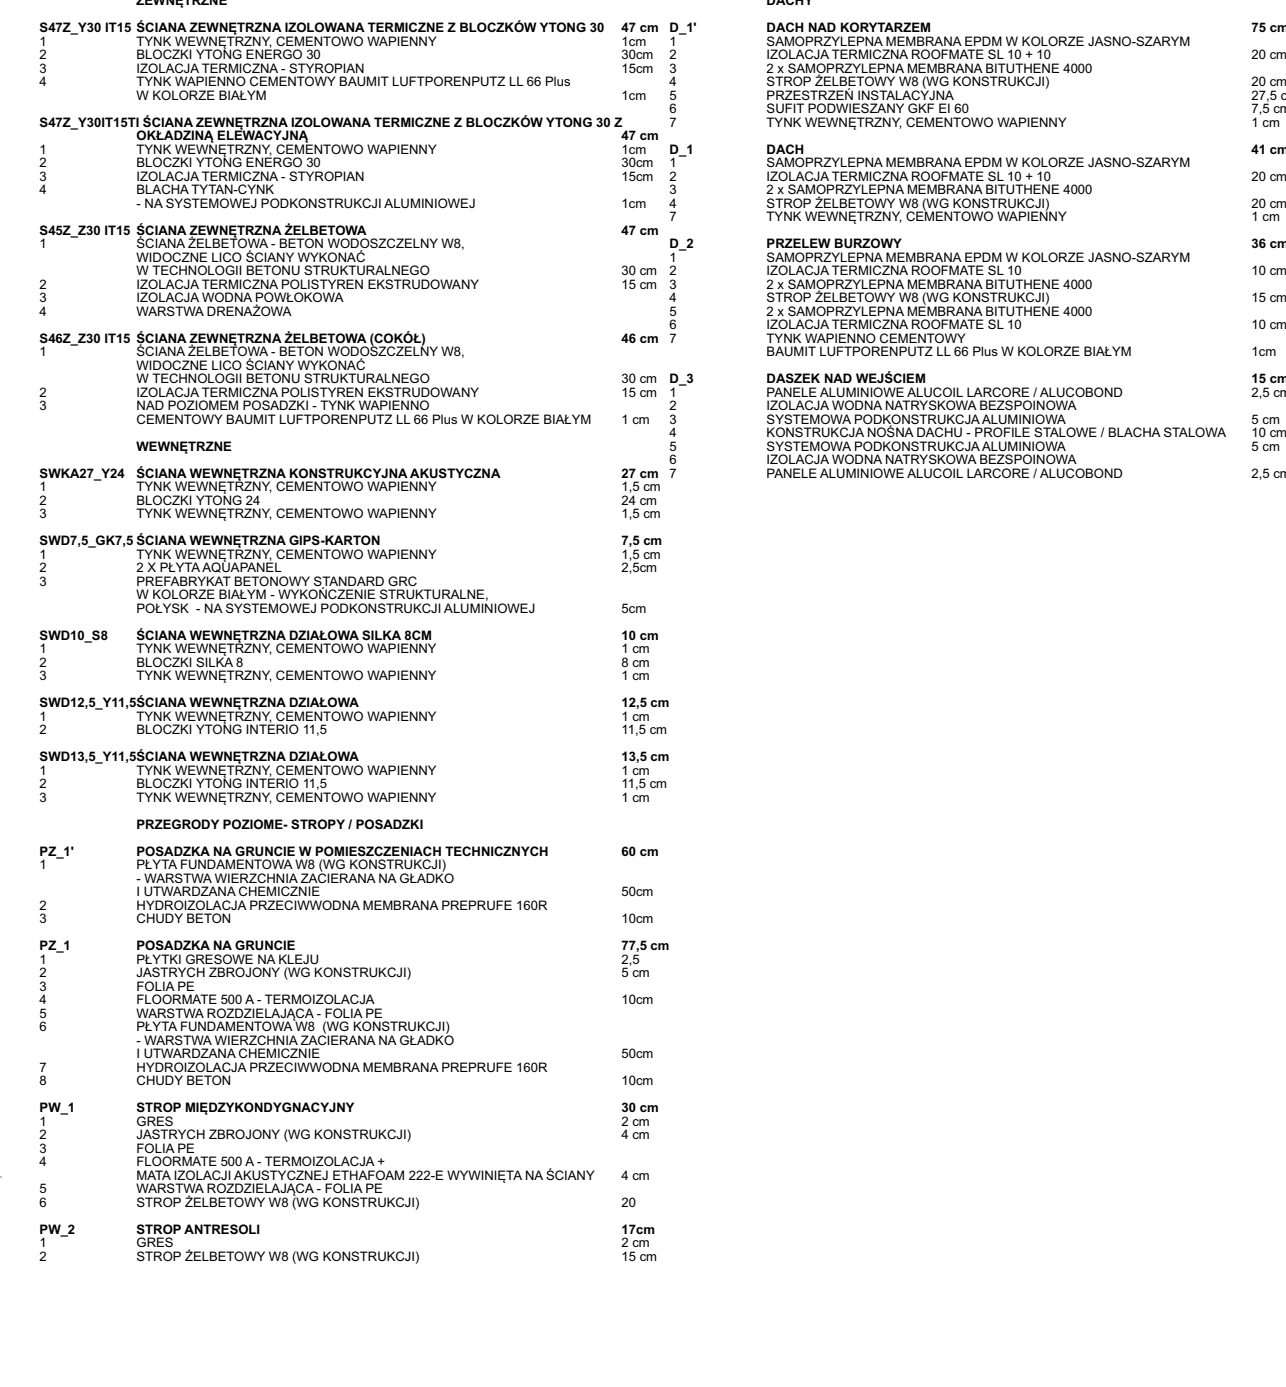 ZEWNĘTRZNE
S47Z_Y30 IT15 ŚCIANA ZEWNĘTRZNA IZOLOWANA TERMICZNE Z BLOCZKÓW YTONG 30 47 cm
1 TYNK WEWNĘTRZNY, CEMENTOWO WAPIENNY 1cm
2 BLOCZKI YTONG ENERGO 30 30cm
3 IZOLACJA TERMICZNA - STYROPIAN 15cm
4 TYNK WAPIENNO CEMENTOWY BAUMIT LUFTPORENPUTZ LL 66 Plus
W KOLORZE BIAŁYM 1cm
S47Z_Y30IT15TI ŚCIANA ZEWNĘTRZNA IZOLOWANA TERMICZNE Z BLOCZKÓW YTONG 30 Z
OKŁADZINĄ ELEWACYJNĄ 47 cm
1 TYNK WEWNĘTRZNY, CEMENTOWO WAPIENNY 1cm
2 BLOCZKI YTONG ENERGO 30 30cm
3 IZOLACJA TERMICZNA - STYROPIAN 15cm
4 BLACHA TYTAN-CYNK
- NA SYSTEMOWEJ PODKONSTRUKCJI ALUMINIOWEJ 1cm
S45Z_Z30 IT15 ŚCIANA ZEWNĘTRZNA ŻELBETOWA 47 cm
1 ŚCIANA ŻELBETOWA - BETON WODOSZCZELNY W8,
WIDOCZNE LICO ŚCIANY WYKONAĆ
W TECHNOLOGII BETONU STRUKTURALNEGO 30 cm
2 IZOLACJA TERMICZNA POLISTYREN EKSTRUDOWANY 15 cm
3 IZOLACJA WODNA POWŁOKOWA
4 WARSTWA DRENAŻOWA
S46Z_Z30 IT15 ŚCIANA ZEWNĘTRZNA ŻELBETOWA (COKÓŁ) 46 cm
1 ŚCIANA ŻELBETOWA - BETON WODOSZCZELNY W8,
WIDOCZNE LICO ŚCIANY WYKONAĆ
W TECHNOLOGII BETONU STRUKTURALNEGO 30 cm
2 IZOLACJA TERMICZNA POLISTYREN EKSTRUDOWANY 15 cm
3 NAD POZIOMEM POSADZKI - TYNK WAPIENNO
CEMENTOWY BAUMIT LUFTPORENPUTZ LL 66 Plus W KOLORZE BIAŁYM 1 cm
WEWNĘTRZNE
SWKA27_Y24 ŚCIANA WEWNĘTRZNA KONSTRUKCYJNA AKUSTYCZNA 27 cm
1 TYNK WEWNĘTRZNY, CEMENTOWO WAPIENNY 1,5 cm
2 BLOCZKI YTONG 24 24 cm
3 TYNK WEWNĘTRZNY, CEMENTOWO WAPIENNY 1,5 cm
SWD7,5_GK7,5 ŚCIANA WEWNĘTRZNA GIPS-KARTON 7,5 cm
1 TYNK WEWNĘTRZNY, CEMENTOWO WAPIENNY 1,5 cm
2 2 X PŁYTA AQUAPANEL 2,5cm
3 PREFABRYKAT BETONOWY STANDARD GRC
W KOLORZE BIAŁYM - WYKOŃCZENIE STRUKTURALNE,
POŁYSK - NA SYSTEMOWEJ PODKONSTRUKCJI ALUMINIOWEJ 5cm
SWD10_S8 ŚCIANA WEWNĘTRZNA DZIAŁOWA SILKA 8CM 10 cm
1 TYNK WEWNĘTRZNY, CEMENTOWO WAPIENNY 1 cm
2 BLOCZKI SILKA 8 8 cm
3 TYNK WEWNĘTRZNY, CEMENTOWO WAPIENNY 1 cm
SWD12,5_Y11,5 ŚCIANA WEWNĘTRZNA DZIAŁOWA 12,5 cm
1 TYNK WEWNĘTRZNY, CEMENTOWO WAPIENNY 1 cm
2 BLOCZKI YTONG INTERIO 11,5 11,5 cm
SWD13,5_Y11,5 ŚCIANA WEWNĘTRZNA DZIAŁOWA 13,5 cm
1 TYNK WEWNĘTRZNY, CEMENTOWO WAPIENNY 1 cm
2 BLOCZKI YTONG INTERIO 11,5 11,5 cm
3 TYNK WEWNĘTRZNY, CEMENTOWO WAPIENNY 1 cm
PRZEGRODY POZIOME- STROPY / POSADZKI
PZ_1' POSADZKA NA GRUNCIE W POMIESZCZENIACH TECHNICZNYCH 60 cm
1 PŁYTA FUNDAMENTOWA W8 (WG KONSTRUKCJI)
- WARSTWA WIERZCHNIA ZACIERANA NA GŁADKO
I UTWARDZANA CHEMICZNIE 50cm
2 HYDROIZOLACJA PRZECIWWODNA MEMBRANA PREPRUFE 160R
3 CHUDY BETON 10cm
PZ_1 POSADZKA NA GRUNCIE 77,5 cm
1 PŁYTKI GRESOWE NA KLEJU 2,5
2 JASTRYCH ZBROJONY (WG KONSTRUKCJI) 5 cm
3 FOLIA PE
4 FLOORMATE 500 A - TERMOIZOLACJA 10cm
5 WARSTWA ROZDZIELAJĄCA - FOLIA PE
6 PŁYTA FUNDAMENTOWA W8 (WG KONSTRUKCJI)
- WARSTWA WIERZCHNIA ZACIERANA NA GŁADKO
I UTWARDZANA CHEMICZNIE 50cm
7 HYDROIZOLACJA PRZECIWWODNA MEMBRANA PREPRUFE 160R
8 CHUDY BETON 10cm
PW_1 STROP MIĘDZYKONDYGNACYJNY 30 cm
1 GRES 2 cm
2 JASTRYCH ZBROJONY (WG KONSTRUKCJI) 4 cm
3 FOLIA PE
4 FLOORMATE 500 A - TERMOIZOLACJA +
MATA IZOLACJI AKUSTYCZNEJ ETHAFOAM 222-E WYWINIĘTA NA ŚCIANY 4 cm
5 WARSTWA ROZDZIELAJĄCA - FOLIA PE
6 STROP ŻELBETOWY W8 (WG KONSTRUKCJI) 20
PW_2 STROP ANTRESOLI 17cm
1 GRES 2 cm
2 STROP ŻELBETOWY W8 (WG KONSTRUKCJI) 15 cm
DACHY
D_1' DACH NAD KORYTARZEM 75 cm
1 SAMOPRZYLEPNA MEMBRANA EPDM W KOLORZE JASNO-SZARYM
2 IZOLACJA TERMICZNA ROOFMATE SL 10 + 10 20 cm
3 2 x SAMOPRZYLEPNA MEMBRANA BITUTHENE 4000
4 STROP ŻELBETOWY W8 (WG KONSTRUKCJI) 20 cm
5 PRZESTRZEŃ INSTALACYJNA 27,5 c
6 SUFIT PODWIESZANY GKF EI 60 7,5 cm
7 TYNK WEWNĘTRZNY, CEMENTOWO WAPIENNY 1 cm
D_1 DACH 41 cm
1 SAMOPRZYLEPNA MEMBRANA EPDM W KOLORZE JASNO-SZARYM
2 IZOLACJA TERMICZNA ROOFMATE SL 10 + 10 20 cm
3 2 x SAMOPRZYLEPNA MEMBRANA BITUTHENE 4000
4 STROP ŻELBETOWY W8 (WG KONSTRUKCJI) 20 cm
7 TYNK WEWNĘTRZNY, CEMENTOWO WAPIENNY 1 cm
D_2 PRZELEW BURZOWY 36 cm
1 SAMOPRZYLEPNA MEMBRANA EPDM W KOLORZE JASNO-SZARYM
2 IZOLACJA TERMICZNA ROOFMATE SL 10 10 cm
3 2 x SAMOPRZYLEPNA MEMBRANA BITUTHENE 4000
4 STROP ŻELBETOWY W8 (WG KONSTRUKCJI) 15 cm
5 2 x SAMOPRZYLEPNA MEMBRANA BITUTHENE 4000
6 IZOLACJA TERMICZNA ROOFMATE SL 10 10 cm
7 TYNK WAPIENNO CEMENTOWY
BAUMIT LUFTPORENPUTZ LL 66 Plus W KOLORZE BIAŁYM 1cm
D_3 DASZEK NAD WEJŚCIEM 15 cm
1 PANELE ALUMINIOWE ALUCOIL LARCORE / ALUCOBOND 2,5 cm
2 IZOLACJA WODNA NATRYSKOWA BEZSPOINOWA
3 SYSTEMOWA PODKONSTRUKCJA ALUMINIOWA 5 cm
4 KONSTRUKCJA NOŚNA DACHU - PROFILE STALOWE / BLACHA STALOWA 10 cm
5 SYSTEMOWA PODKONSTRUKCJA ALUMINIOWA 5 cm
6 IZOLACJA WODNA NATRYSKOWA BEZSPOINOWA
7 PANELE ALUMINIOWE ALUCOIL LARCORE / ALUCOBOND 2,5 cm